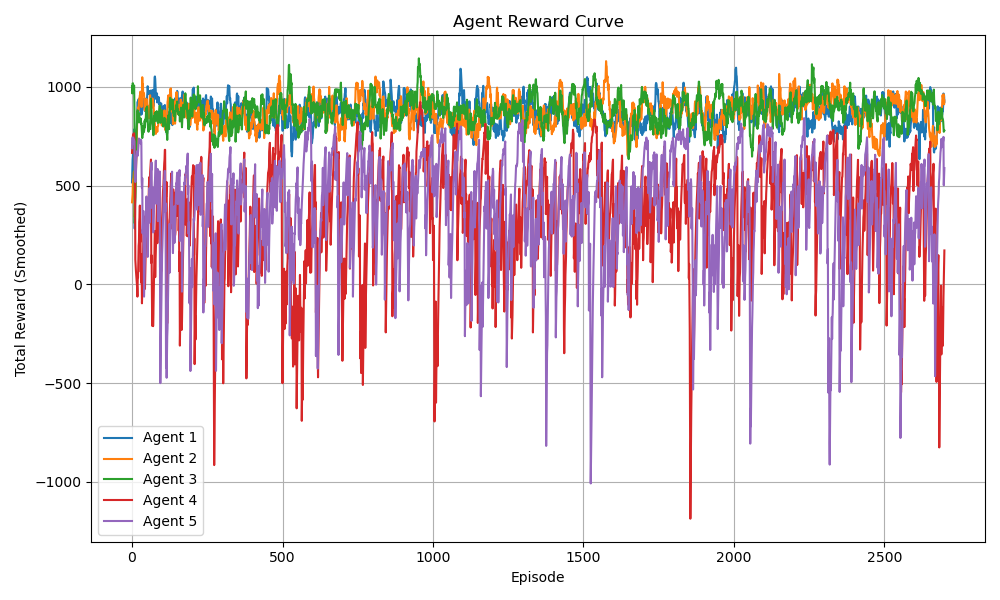 Agent Reward Curve
Total Reward (Smoothed)
1000
500
0
−500
−1000
Agent 1
Agent 2
Agent 3
Agent 4
Agent 5
0 500 1000 1500 2000 2500
Episode